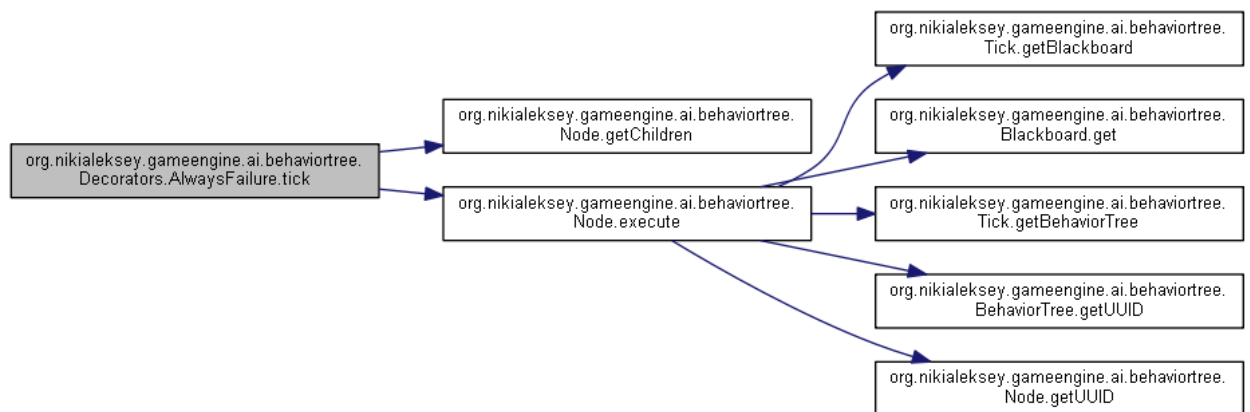 org.nikialeksey.gameengine.ai.behaviortree.
Decorators.AlwaysFailure.tick
org.nikialeksey.gameengine.ai.behaviortree.
Node.getChildren
org.nikialeksey.gameengine.ai.behaviortree.
Node.execute
org.nikialeksey.gameengine.ai.behaviortree.
Tick.getBlackboard
org.nikialeksey.gameengine.ai.behaviortree.
Blackboard.get
org.nikialeksey.gameengine.ai.behaviortree.
Tick.getBehaviorTree
org.nikialeksey.gameengine.ai.behaviortree.
BehaviorTree.getUUID
org.nikialeksey.gameengine.ai.behaviortree.
Node.getUUID